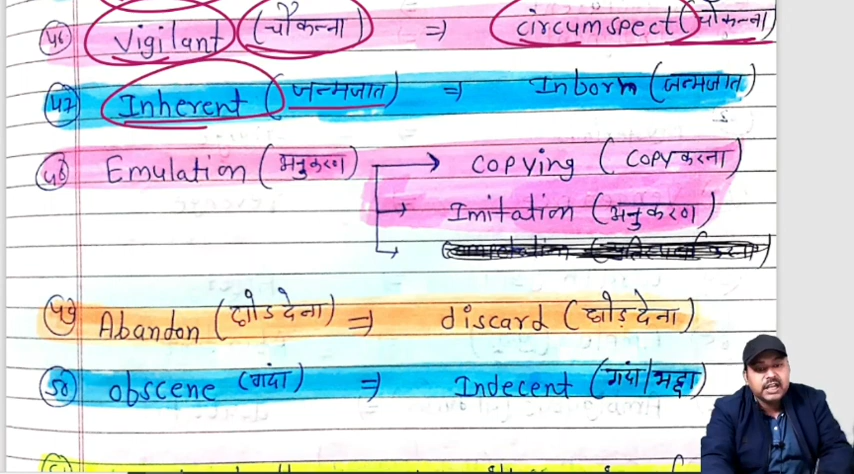 46 Vigilant (चौकन्ना) ⇒ circumspect (चौकन्ना)
47 Inherent (जन्मजात) ⇒ Inborn (जन्मजात)
48 Emulation (अनुकरण) → copying (copy करना)
→ Imitation (अनुकरण)
49 Abandon (छोड देना) ⇒ discard (छोड़ देना)
50 obscene (गंदा) ⇒ Indecent (गंदा/भद्दा)